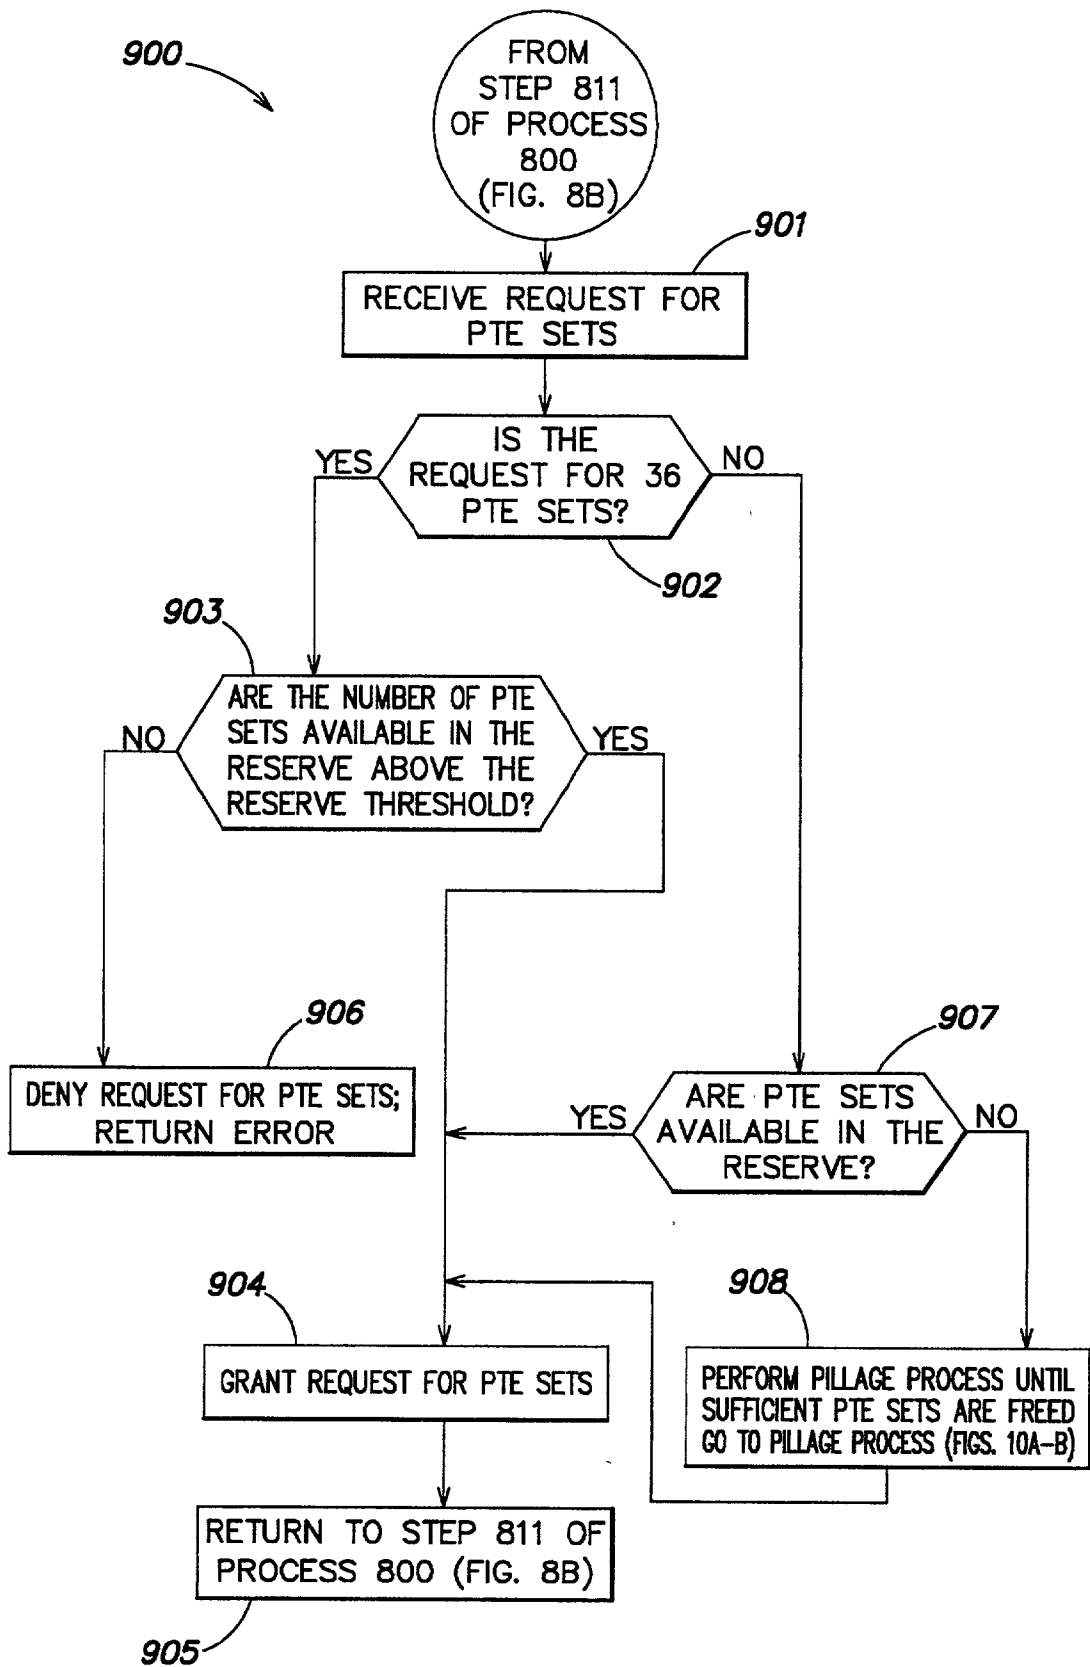 900
FROM
STEP 811
OF PROCESS
800
(FIG. 8B)
901
RECEIVE REQUEST FOR
PTE SETS
IS THE
REQUEST FOR 36
PTE SETS?
YES
NO
902
903
ARE THE NUMBER OF PTE
SETS AVAILABLE IN THE
RESERVE ABOVE THE
RESERVE THRESHOLD?
NO
YES
906
DENY REQUEST FOR PTE SETS;
RETURN ERROR
907
ARE PTE SETS
AVAILABLE IN THE
RESERVE?
YES
NO
904
GRANT REQUEST FOR PTE SETS
908
PERFORM PILLAGE PROCESS UNTIL
SUFFICIENT PTE SETS ARE FREED
GO TO PILLAGE PROCESS (FIGS. 10A-B)
RETURN TO STEP 811 OF
PROCESS 800 (FIG. 8B)
905